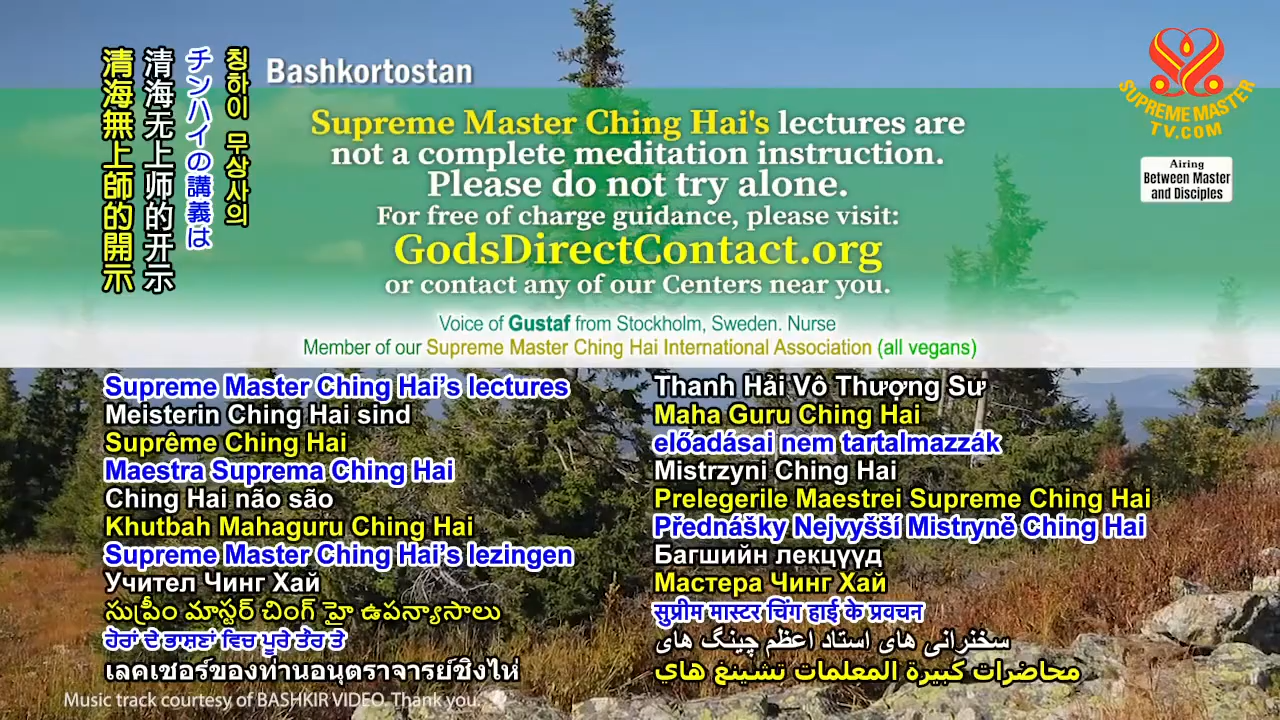 清海無上師的開示
清海无上师的开示
チンハイの講義は
칭하이 무상사의
Bashkortostan
Supreme Master Ching Hai's lectures are
not a complete meditation instruction.
Please do not try alone.
For free of charge guidance, please visit:
GodsDirectContact.org
or contact any of our Centers near you.
Voice of Gustaf from Stockholm, Sweden. Nurse
Member of our Supreme Master Ching Hai International Association (all vegans)
SUPREME MASTER
TV.COM
Airing
Between Master
and Disciples
Supreme Master Ching Hai’s lectures
Meisterin Ching Hai sind
Suprême Ching Hai
Maestra Suprema Ching Hai
Ching Hai não são
Khutbah Mahaguru Ching Hai
Supreme Master Ching Hai’s lezingen
Учител Чинг Хай
సుప్రీం మాస్టర్ చింగ్ హై ఉపన్యాసాలు
ਹੇਰਾਂ ਦੇ ਭਾਸ਼ਣਾਂ ਵਿਚ ਪੂਰੇ ਤੌਰ ਤੇ
เลคเชอร์ของท่านอนุตราจารย์ชิงไห่
Thanh Hải Vô Thượng Sư
Maha Guru Ching Hai
előadásai nem tartalmazzák
Mistrzyni Ching Hai
Prelegerile Maestrei Supreme Ching Hai
Přednášky Nejvyšší Mistryně Ching Hai
Багшийн лекцүүд
Мастера Чинг Хай
सुप्रीम मास्टर चिंग हाई के प्रवचन
سخنرانی های استاد اعظم چینگ های
محاضرات كبيرة المعلمات تشينغ هاي
Music track courtesy of BASHKIR VIDEO. Thank you.